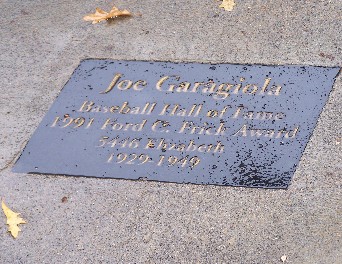 Joe Garagiola
Baseball Hall of Fame
1991 Ford C. Frick Award
5446 Elizabeth
1929-1949